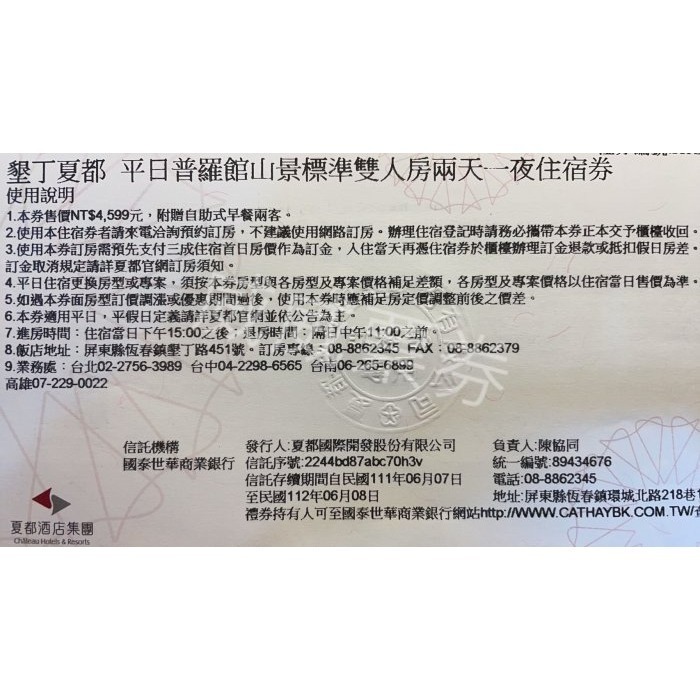 墾丁夏都 平日普羅館山景標準雙人房兩天一夜住宿券
使用說明
1.本券售價NT$4,599元，附贈自助式早餐兩客。
2.使用本住宿券者請來電洽詢預約訂房，不建議使用網路訂房。辦理住宿登記時請務必攜帶本券正本交予櫃檯收回。
3.使用本券訂房需預先支付三成住宿首日房價作為訂金，入住當天再憑住宿券於櫃檯辦理訂金退款或抵扣假日房差。
訂金取消規定請詳夏都官網訂房須知。
4.平日住宿更換房型或專案，須按本券房型與各房型及專案價格補足差額，各房型及專案價格以住宿當日售價為準。
5.如遇本券面房型訂價調漲或優惠期間過後，使用本券時應補足房定價調整前後之價差。
6.本券適用平日，平假日定義請詳夏都官網並依公告為主。
7.進房時間：住宿當日下午15:00之後；退房時間：隔日中午11:00之前。
8.飯店地址：屏東縣恆春鎮墾丁路451號。訂房專線：08-8862345 FAX：08-8862379
9.業務處：台北02-2756-3989 台中04-2298-6565 台南06-265-6899
高雄07-229-0022
信託機構
國泰世華商業銀行
發行人:夏都國際開發股份有限公司
信託序號:2244bd87abc70h3v
信託存續期間自民國111年06月07日
至民國112年06月08日
禮券持有人可至國泰世華商業銀行網站http://WWW.CATHAYBK.COM.TW/
負責人:陳協同
統一編號:89434676
電話:08-8862345
地址:屏東縣恆春鎮環城北路218巷
夏都酒店集團
Château Hotels & Resorts